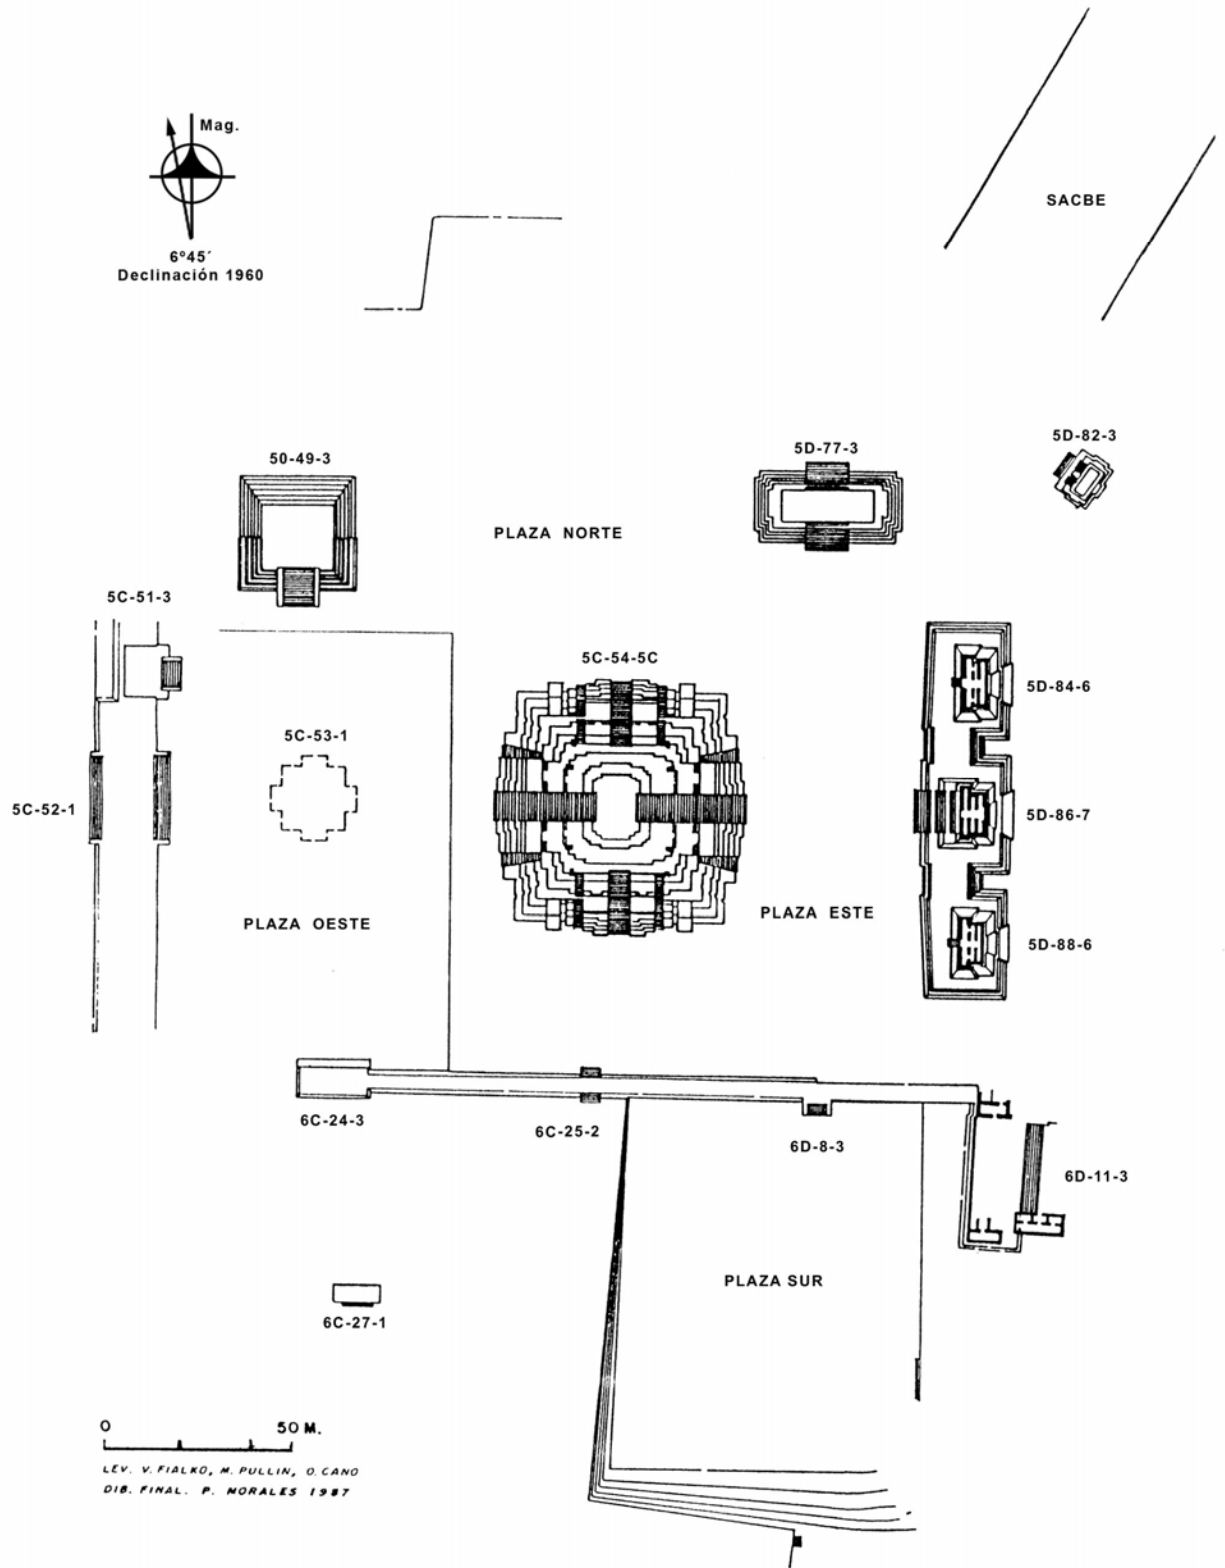 Mag.
6°45´
Declinación 1960
SACBE
5D-82-3
50-49-3
5D-77-3
PLAZA NORTE
5C-51-3
5C-54-5C
5D-84-6
5C-53-1
5C-52-1
5D-86-7
PLAZA OESTE
PLAZA ESTE
5D-88-6
6C-24-3
6C-25-2
6D-8-3
6D-11-3
PLAZA SUR
6C-27-1
0 50 M.
LEV. V. FIALKO, M. PULLIN, O. CANO
DIB. FINAL. P. MORALES 1987